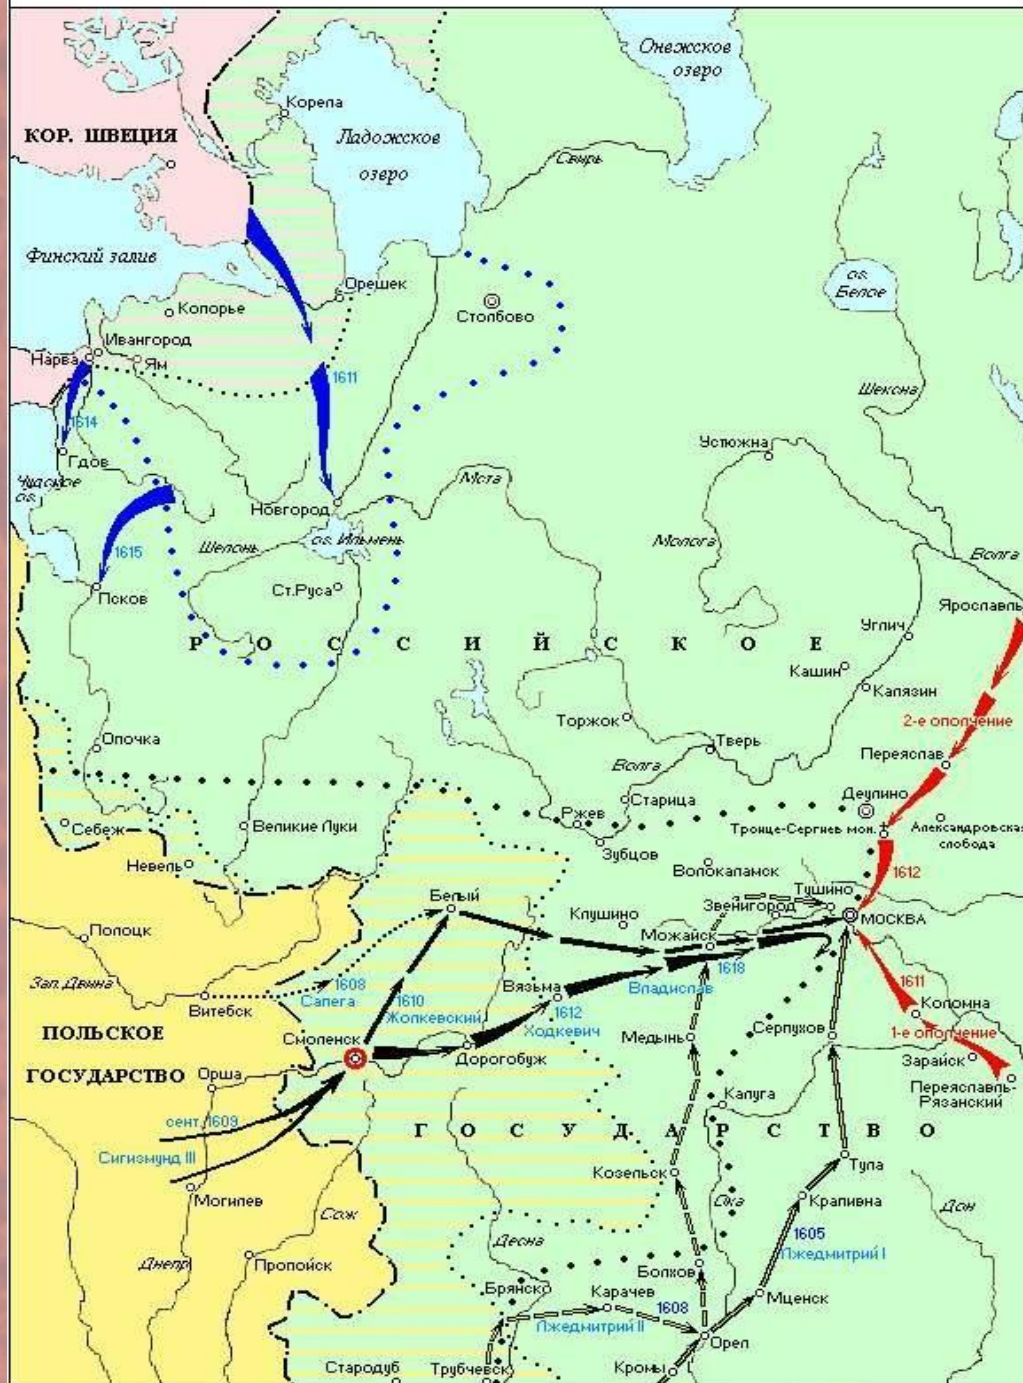 Онежское
озеро
Корела
КОР. ШВЕЦИЯ
Ладожское
озеро
Свирь
Финский залив
оз.
Белое
Орешек
Копорье
Столбово
Ивангород
Нарва
Ям
1611
1614
Шексна
Гдов
Устюжна
Чудское
оз.
Мста
Новгород
оз. Ильмень
Шелонь
Молога
1615
Волга
Псков
Ст.Руса
Ярославль
Углич
Р О С С И Й С К О Е
Кашин
Калязин
Торжок
2-е ополчение
Опочка
Тверь
Переяслав
Волга
Деулино
Старица
Ржев
Себеж
Великие Луки
Троице-Сергиев мон.
Александровская
слобода
Зубцов
Невель
Волокаламск
1612
Тушино
Белый
Звенигород
Клушино
МОСКВА
Полоцк
Можайск
1618
Владислав
Зап.Двина
1608
Сапега
Вязьма
1611
Витебск
1610
Жолкевский
1612
Ходкевич
Коломна
ПОЛЬСКОЕ
Смоленск
Медынь
Серпухов
1-е ополчение
Дорогобуж
Зарайск
ГОСУДАРСТВО
Орша
Переяславль-
Рязанский
Калуга
сент. 1609
Г О С У Д А Р С Т В О
Сигизмунд III
Козельск
Тула
Могилев
Крапивна
Сож
Ока
Дон
Десна
1605
Лжедмитрий I
Днепр
Пропойск
Болхов
Брянск
Карачев
Мценск
1608
Лжедмитрий II
Орел
Стародуб
Трубчевск
Кромы